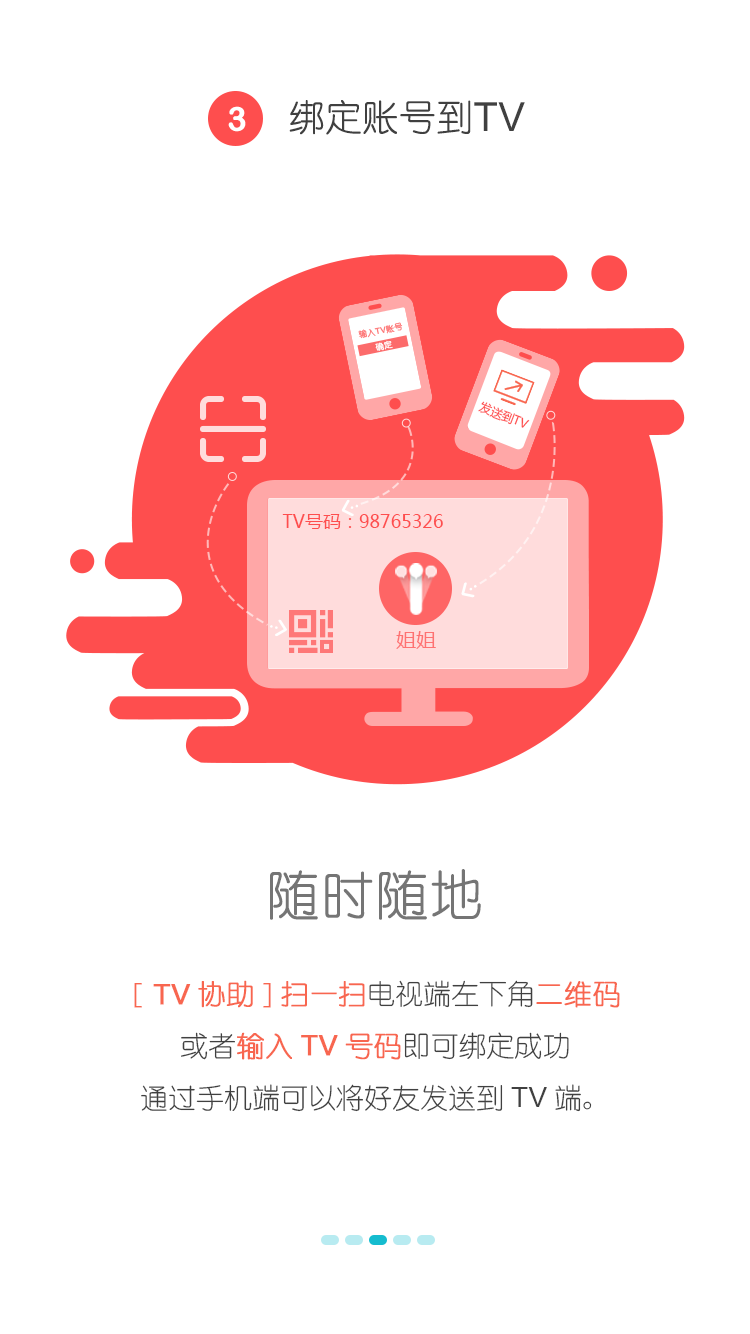 3 绑定账号到TV
输入TV账号
确定
发送到TV
TV号码：98765326
姐姐
随时随地
［ TV 协助 ］扫一扫电视端左下角二维码
或者输入 TV 号码即可绑定成功
通过手机端可以将好友发送到 TV 端。